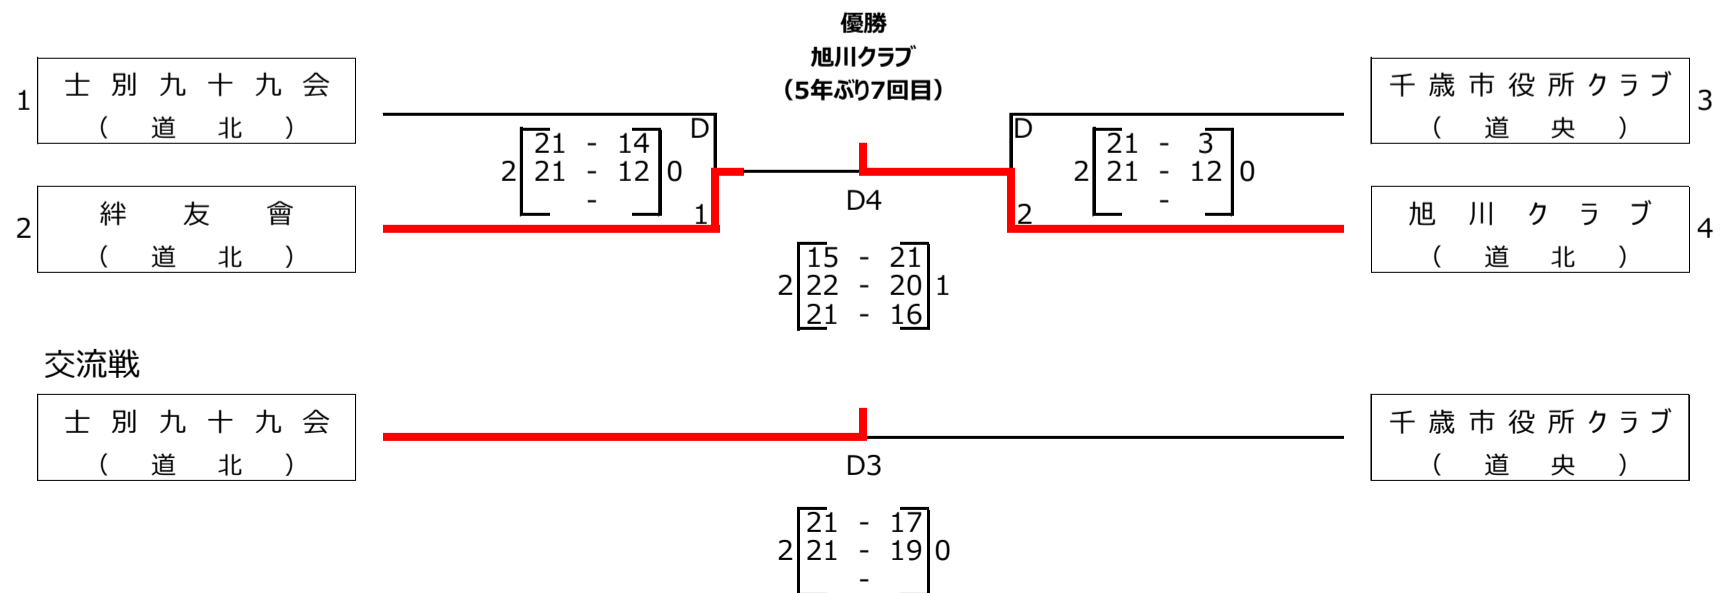 優勝
旭川クラブ
（5年ぶり7回目）
1
士別九十九会
（道北）
2
絆友會
（道北）
千歳市役所クラブ
（道央）
3
旭川クラブ
（道北）
4
D
1
2
21 - 14
21 - 12
-
0
D
2
2
21 - 3
21 - 12
-
0
D4
2
15 - 21
22 - 20
21 - 16
1
交流戦
士別九十九会
（道北）
千歳市役所クラブ
（道央）
D3
2
21 - 17
21 - 19
-
0